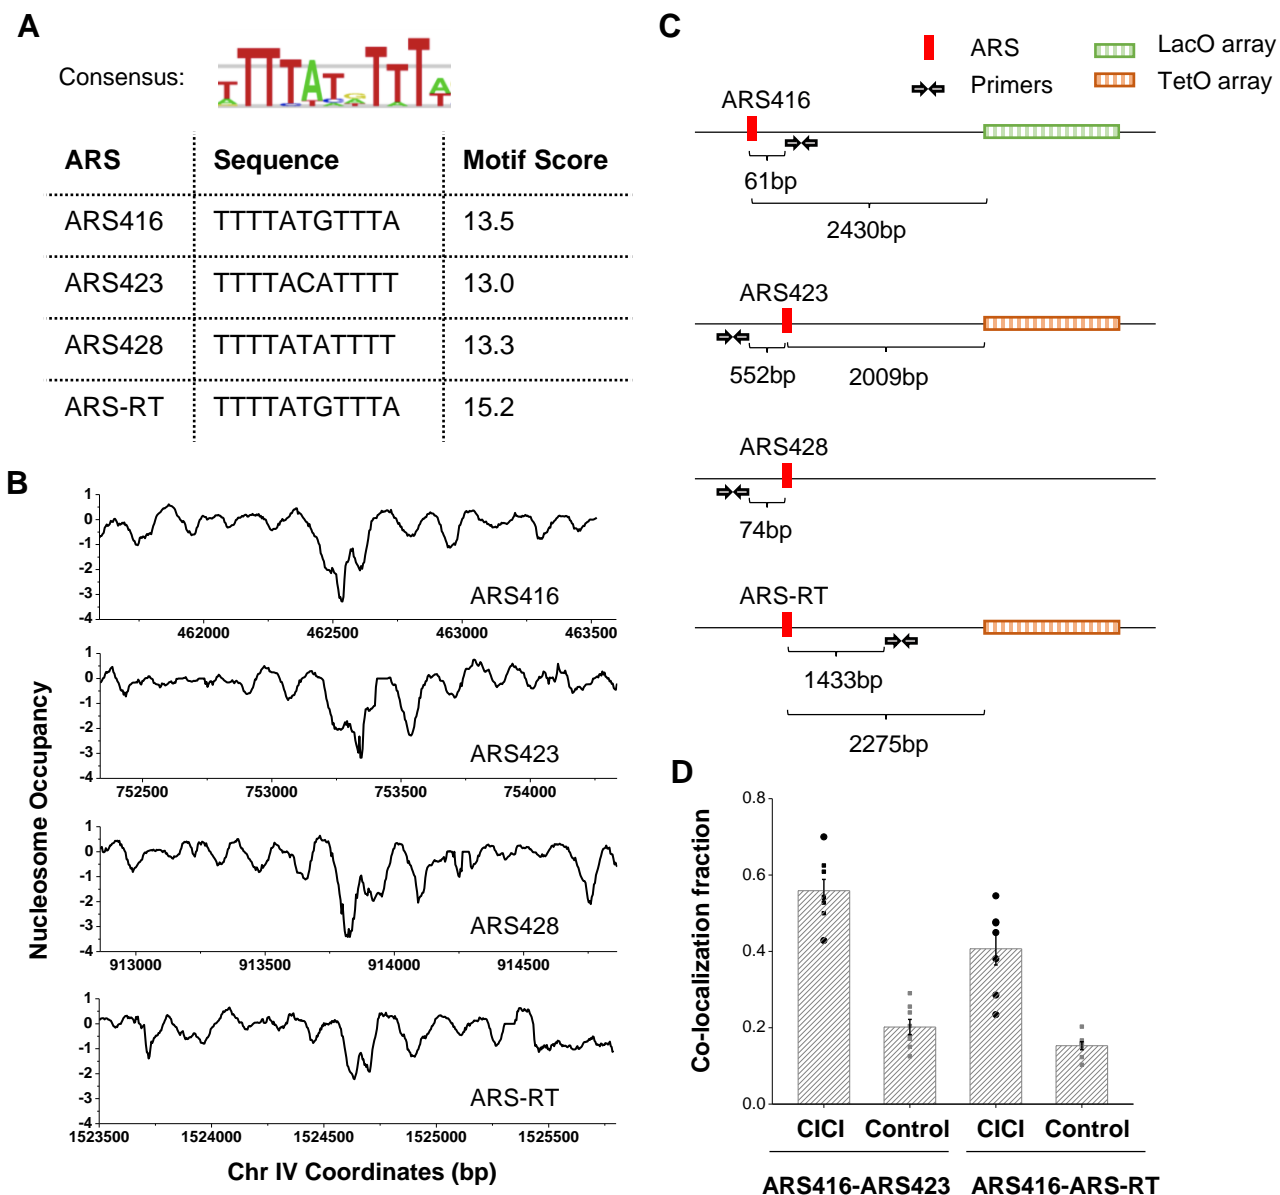 A
Consensus:
TTTTATGTTTA
ARS Sequence Motif Score
ARS416 TTTTATGTTTA 13.5
ARS423 TTTTACATTTT 13.0
ARS428 TTTTATATTTT 13.3
ARS-RT TTTTATGTTTA 15.2
B
Nucleosome Occupancy
1
0
-1
-2
-3
-4
ARS416
462000 462500 463000 463500
1
0
-1
-2
-3
-4
ARS423
752500 753000 753500 754000
1
0
-1
-2
-3
-4
ARS428
913000 913500 914000 914500
1
0
-1
-2
-3
-4
ARS-RT
1523500 1524000 1524500 1525000 1525500
Chr IV Coordinates (bp)
C
ARS LacO array
Primers TetO array
ARS416
61bp
2430bp
ARS423
552bp 2009bp
ARS428
74bp
ARS-RT
1433bp
2275bp
D
Co-localization fraction
0.8
0.6
0.4
0.2
0.0
CICI Control CICI Control
ARS416-ARS423 ARS416-ARS-RT